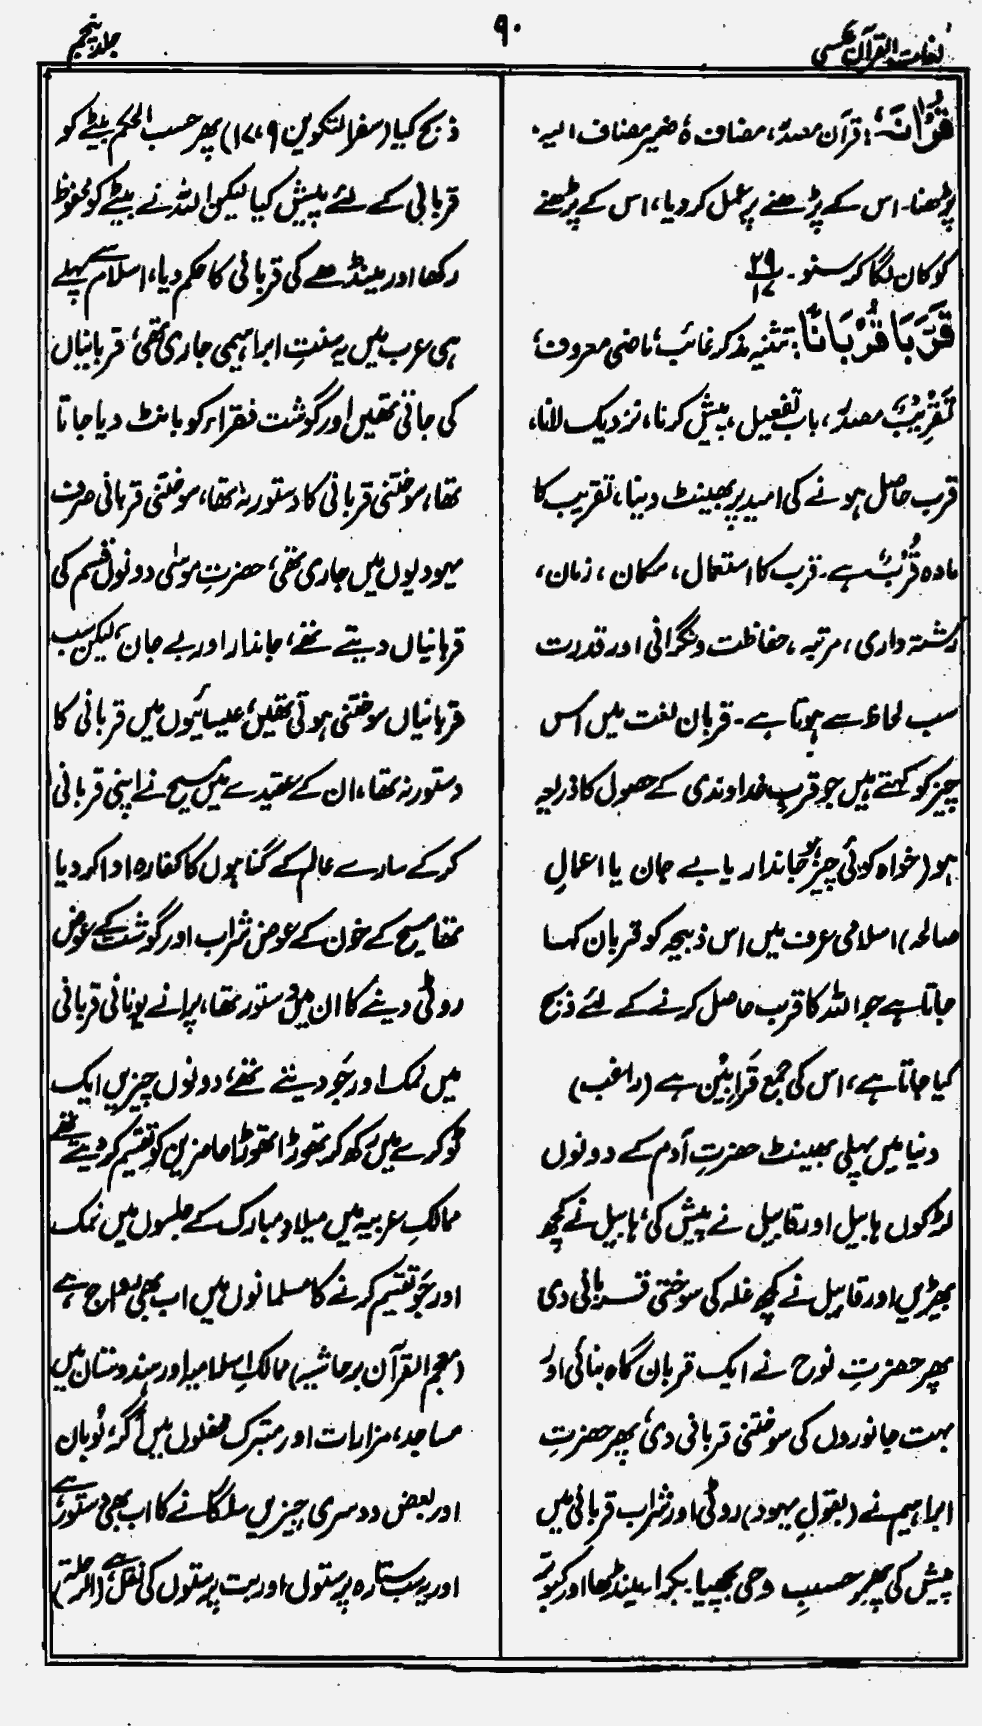 لغات القرآن عکسی
۹۰
جلد پنجم
قُرْاٰنَہٗ: قرآن مصدر، مضاف ہٗ ضمیر مضاف الیہ.
پڑھنا۔ اس کے پڑھنے پر عمل کر دیا، اس کے پڑھنے
کو کان لگا کر سنو۔ ۲۹/۱۷
قَرَّبَا قُرْبَانًا: تثنیہ مذکر غائب، ماضی معروف،
تَقْرِیْبٌ مصدر، باب تفعیل، پیش کرنا، نزدیک لانا،
قرب حاصل ہونے کی امید پر بھینٹ دینا، تقریب کا
مادہ قُرْبٌ ہے۔ قرب کا استعمال، مکان، زمان،
رشتہ داری، مرتبہ، حفاظت و نگرانی اور قدرت
سب لحاظ سے ہوتا ہے۔ قربان لغت میں اس
چیز کو کہتے ہیں جو قربِ خداوندی کے حصول کا ذریعہ
ہو (خواہ کوئی چیز ہو جاندار یا بے جان یا اعمالِ
صالحہ) اسلامی عرف میں اس ذبیحہ کو قربان کہا
جاتا ہے جو اللہ کا قرب حاصل کرنے کے لئے ذبح
کیا جاتا ہے، اس کی جمع قَرَابِیْن ہے (راغب)
دنیا میں پہلی بھینٹ حضرتِ آدم کے دونوں
لڑکوں ہابیل اور قابیل نے پیش کی، ہابیل نے کچھ
بھیڑیں اور قابیل نے کچھ غلہ کی سوختی قربانی دی
پھر حضرتِ نوح نے ایک قربان گاہ بنائی اور
بہت جانوروں کی سوختنی قربانی دی، پھر حضرتِ
ابراہیم نے (بقولِ یہود) روٹی اور شراب قربانی میں
پیش کی پھر حسبِ وحی بچھیا بکرا مینڈھا اور کبوتر
ذبح کیا (سفر التکوین ۱۷،۹) پھر حسب الحکم بیٹے کو
قربانی کے لئے پیش کیا لیکن اللہ نے بیٹے کو محفوظ
رکھا اور مینڈھے کی قربانی کا حکم دیا، اسلام سے پہلے
ہی عرب میں یہ سنتِ ابراہیمی جاری تھی، قربانیاں
کی جاتی تھیں اور گوشت فقراء کو بانٹ دیا جاتا
تھا، سوختنی قربانی کا دستور نہ تھا، سوختنی قربانی صرف
یہودیوں میں جاری تھی، حضرتِ موسیٰ دونوں قسم کی
قربانیاں دیتے تھے، جاندار اور بے جان، لیکن سب
قربانیاں سوختنی ہوتی تھیں، عیسائیوں میں قربانی کا
دستور نہ تھا، ان کے عقیدے میں مسیح نے اپنی قربانی
کر کے سارے عالم کے گناہوں کا کفارہ ادا کر دیا
تھا مسیح کے خون کے عوض شراب اور گوشت کے عوض
روٹی دینے کا ان میں دستور تھا، پرانے یونانی قربانی
میں نمک اور جَو دیتے تھے، دونوں چیزیں ایک
ٹوکرے میں رکھ کر تھوڑا تھوڑا حاضرین کو تقسیم کر دیتے تھے
ممالکِ عربیہ میں میلادِ مبارک کے جلسوں میں نمک
اور جَو تقسیم کرنے کا مسلمانوں میں اب بھی رواج ہے،
(معجم القرآن بر حاشیہ) ممالکِ اسلامیہ اور ہندوستان میں
مساجد، مزارات اور متبرک محفلوں میں اگر، لُوبان
اور بعض دوسری چیزیں سلگانے کا اب بھی دستور ہے،
اور یہ سب ستارہ پرستوں اور بت پرستوں کی نقل ہے، (الرحلۃ)